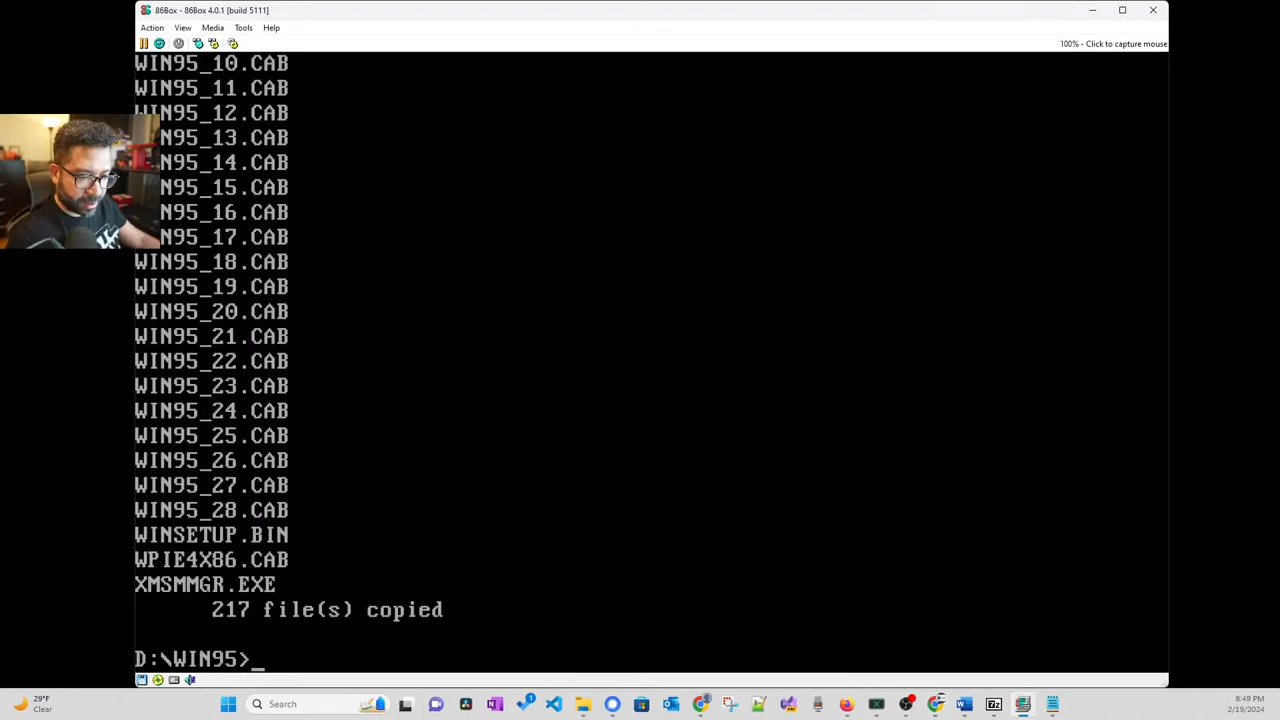 86Box - 86Box 4.0.1 [build 5111]
Action View Media Tools Help
100% - Click to capture mouse
WIN95_10.CAB
WIN95_11.CAB
WIN95_12.CAB
N95_13.CAB
N95_14.CAB
N95_15.CAB
N95_16.CAB
N95_17.CAB
WIN95_18.CAB
WIN95_19.CAB
WIN95_20.CAB
WIN95_21.CAB
WIN95_22.CAB
WIN95_23.CAB
WIN95_24.CAB
WIN95_25.CAB
WIN95_26.CAB
WIN95_27.CAB
WIN95_28.CAB
WINSETUP.BIN
WPIE4X86.CAB
XMSMMGR.EXE
217 file(s) copied
D:\WIN95>_
29°F
Clear
Search
1
7z
8:49 PM
2/19/2024